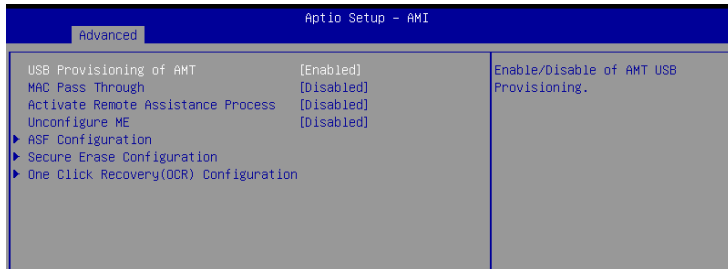 Aptio Setup - AMI
Advanced
USB Provisioning of AMT [Enabled]
MAC Pass Through [Disabled]
Activate Remote Assistance Process [Disabled]
Unconfigure ME [Disabled]
ASF Configuration
Secure Erase Configuration
One Click Recovery(OCR) Configuration
Enable/Disable of AMT USB
Provisioning.